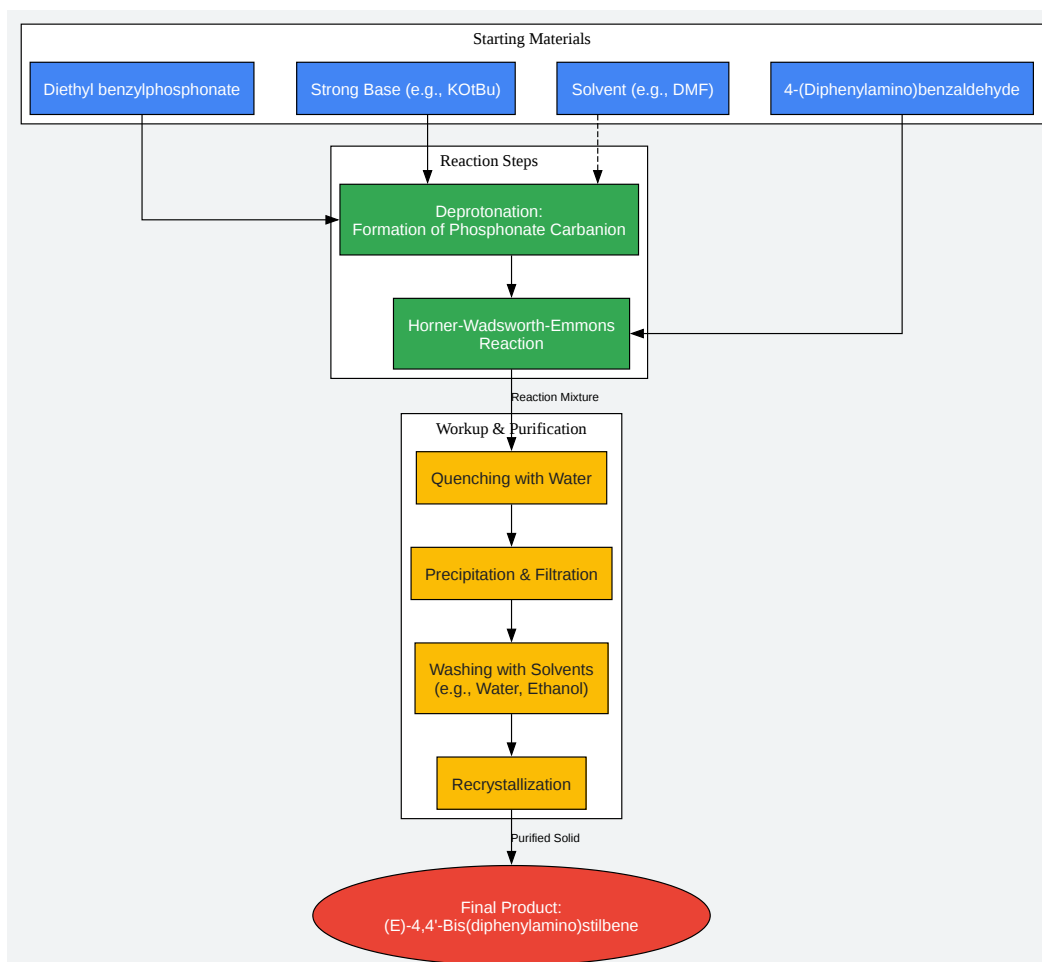 Starting Materials
Diethyl benzylphosphonate
Strong Base (e.g., KOtBu)
Solvent (e.g., DMF)
4-(Diphenylamino)benzaldehyde
Reaction Steps
Deprotonation:
Formation of Phosphonate Carbanion
Horner-Wadsworth-Emmons
Reaction
Reaction Mixture
Workup & Purification
Quenching with Water
Precipitation & Filtration
Washing with Solvents
(e.g., Water, Ethanol)
Recrystallization
Purified Solid
Final Product:
(E)-4,4'-Bis(diphenylamino)stilbene